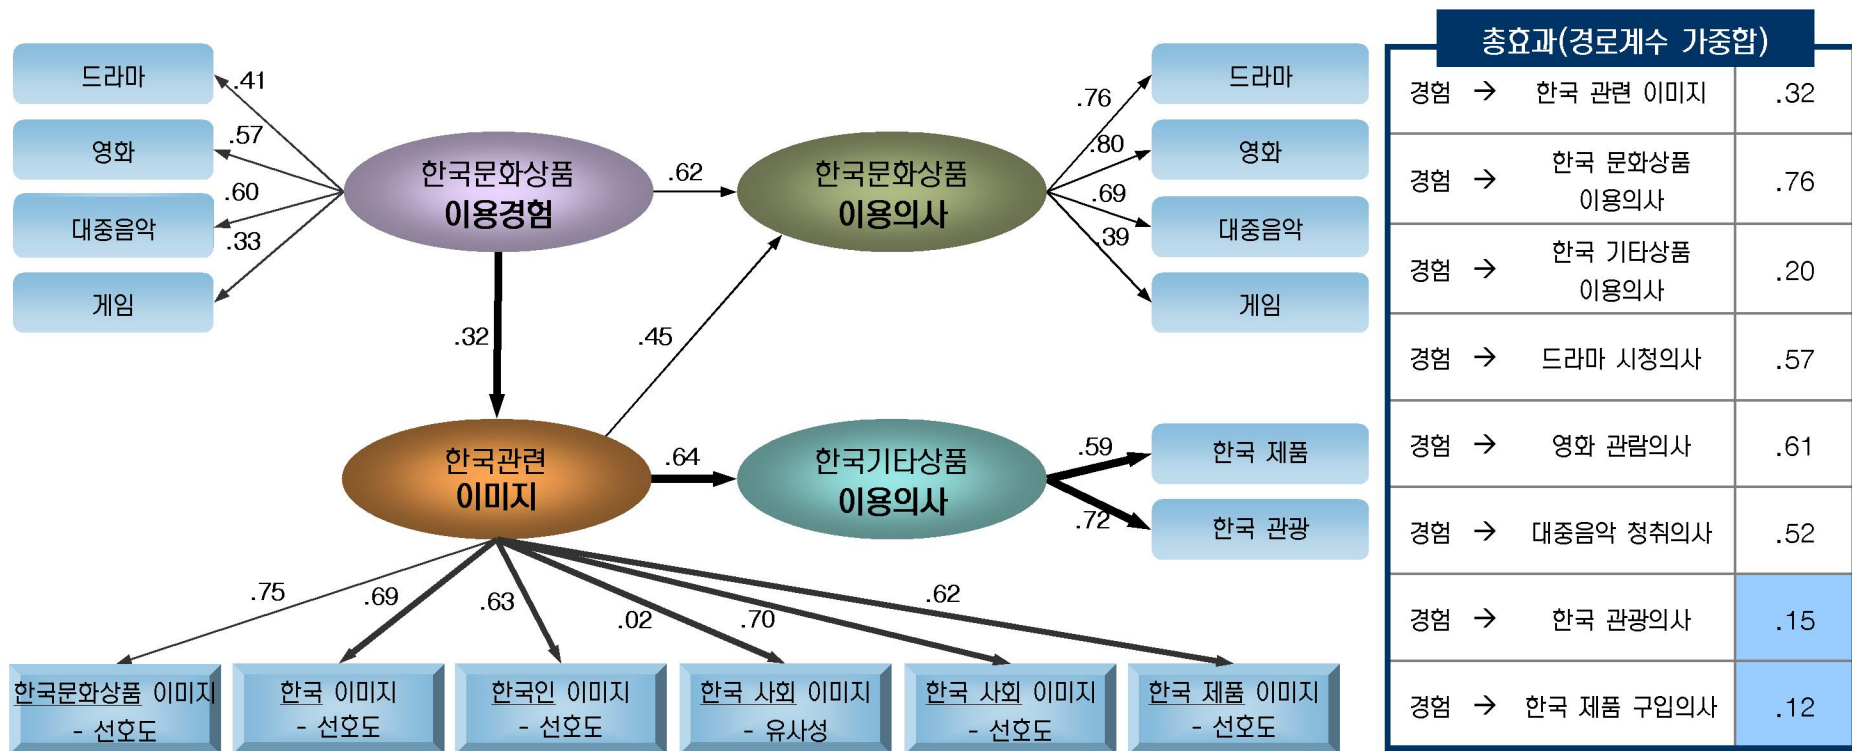 총효과(경로계수 가중합)
드라마
영화
대중음악
게임
.41
.57
.60
.33
한국문화상품
이용경험
.62
한국문화상품
이용의사
.76
.80
.69
.39
드라마
영화
대중음악
게임
.32
.45
한국관련
이미지
.64
한국기타상품
이용의사
.59
.72
한국 제품
한국 관광
.75
.69
.63
.02
.70
.62
한국문화상품 이미지
- 선호도
한국 이미지
- 선호도
한국인 이미지
- 선호도
한국 사회 이미지
- 유사성
한국 사회 이미지
- 선호도
한국 제품 이미지
- 선호도
경험 → 한국 관련 이미지 .32
경험 → 한국 문화상품
이용의사 .76
경험 → 한국 기타상품
이용의사 .20
경험 → 드라마 시청의사 .57
경험 → 영화 관람의사 .61
경험 → 대중음악 청취의사 .52
경험 → 한국 관광의사 .15
경험 → 한국 제품 구입의사 .12